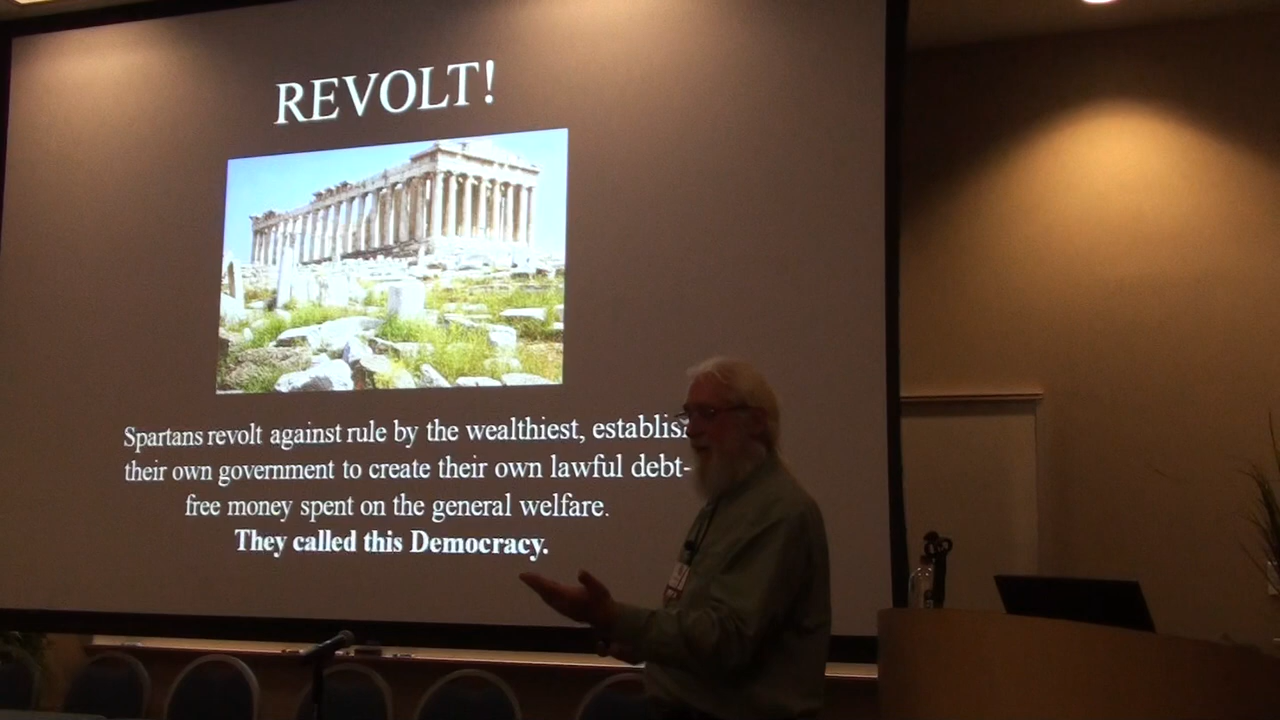 REVOLT!
Spartans revolt against rule by the wealthiest, establis
their own government to create their own lawful debt-
free money spent on the general welfare.
They called this Democracy.